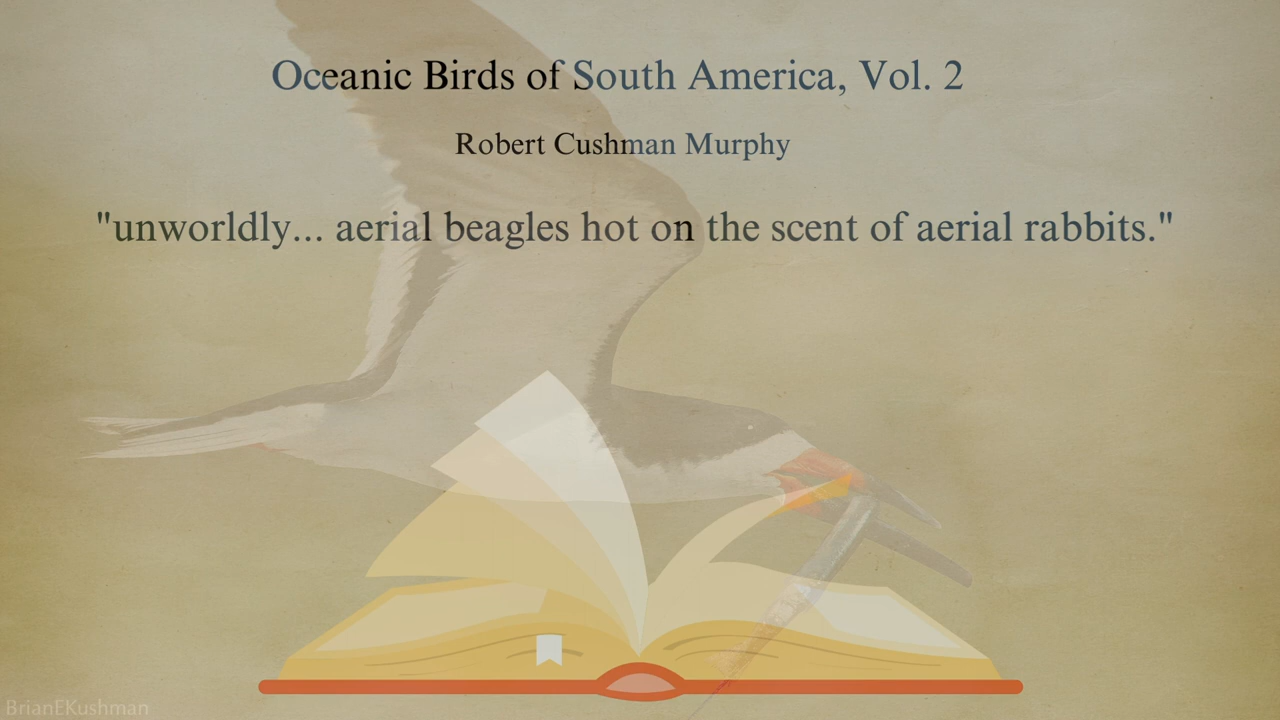 Oceanic Birds of South America, Vol. 2
Robert Cushman Murphy
"unworldly... aerial beagles hot on the scent of aerial rabbits."
BrianEKushman